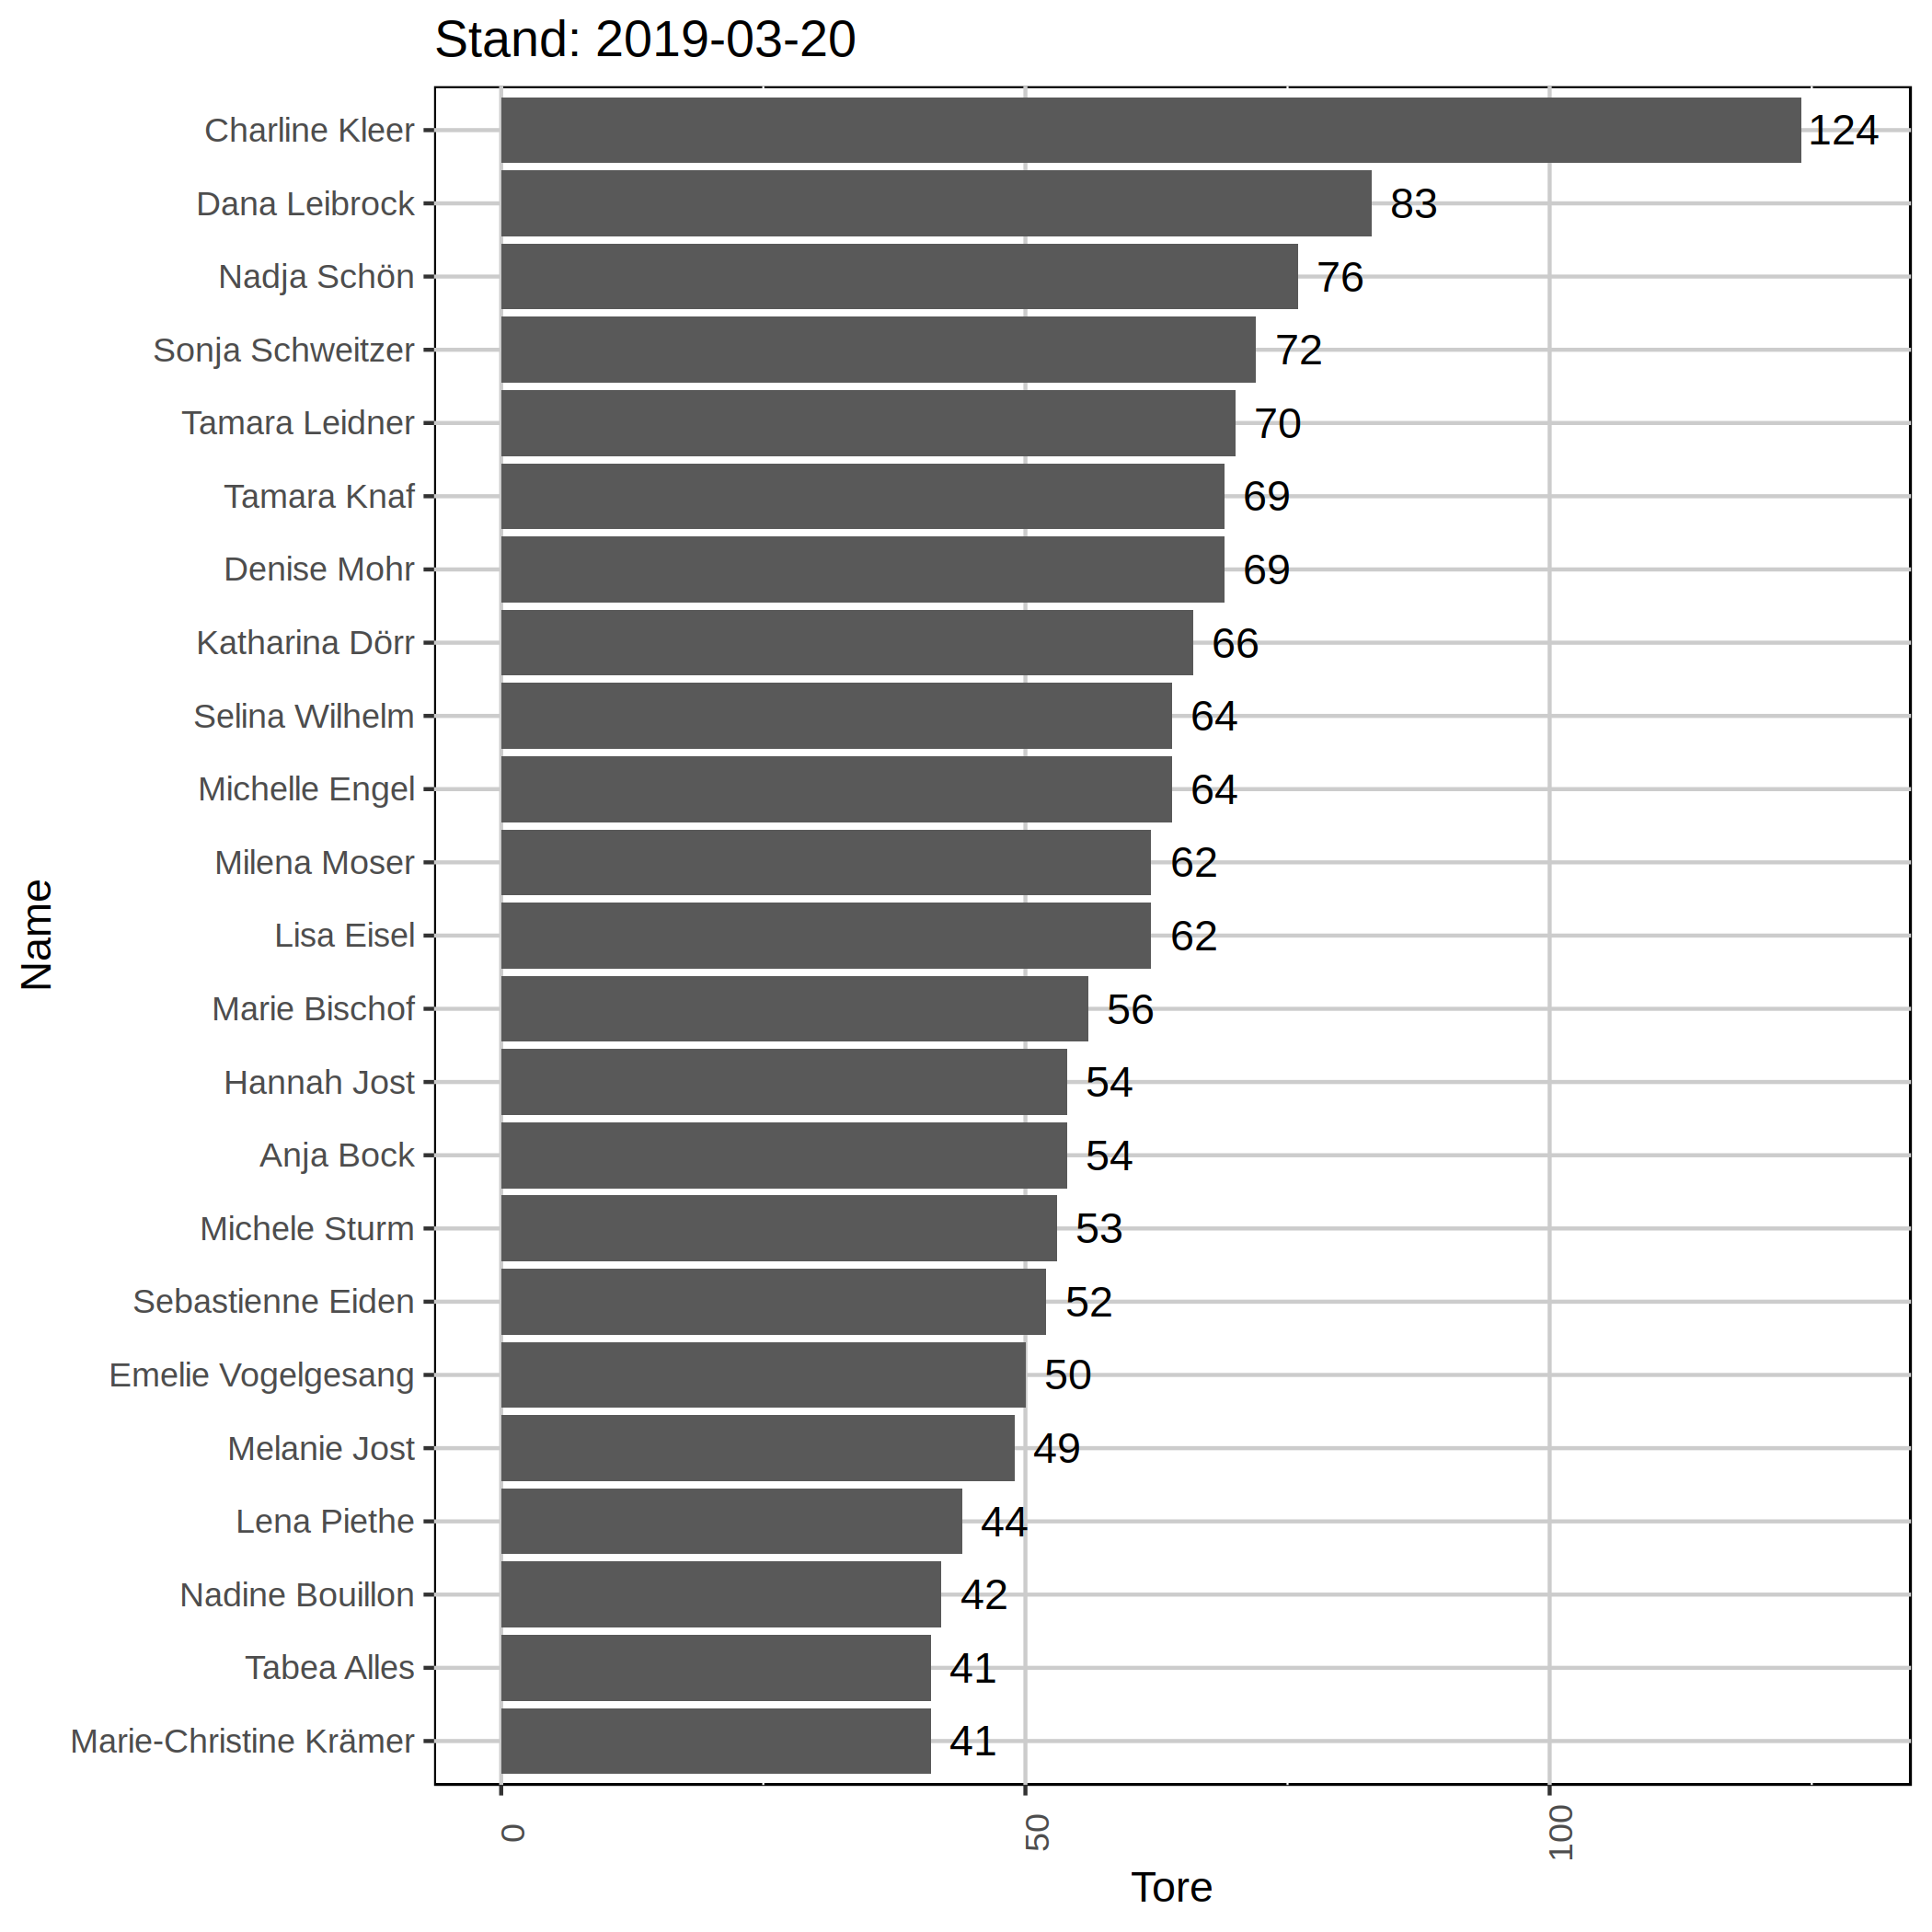 Stand: 2019-03-20
Charline Kleer 124
Dana Leibrock 83
Nadja Schön 76
Sonja Schweitzer 72
Tamara Leidner 70
Tamara Knaf 69
Denise Mohr 69
Katharina Dörr 66
Selina Wilhelm 64
Michelle Engel 64
Milena Moser 62
Lisa Eisel 62
Marie Bischof 56
Hannah Jost 54
Anja Bock 54
Michele Sturm 53
Sebastienne Eiden 52
Emelie Vogelgesang 50
Melanie Jost 49
Lena Piethe 44
Nadine Bouillon 42
Tabea Alles 41
Marie-Christine Krämer 41
Name
0 50 100
Tore